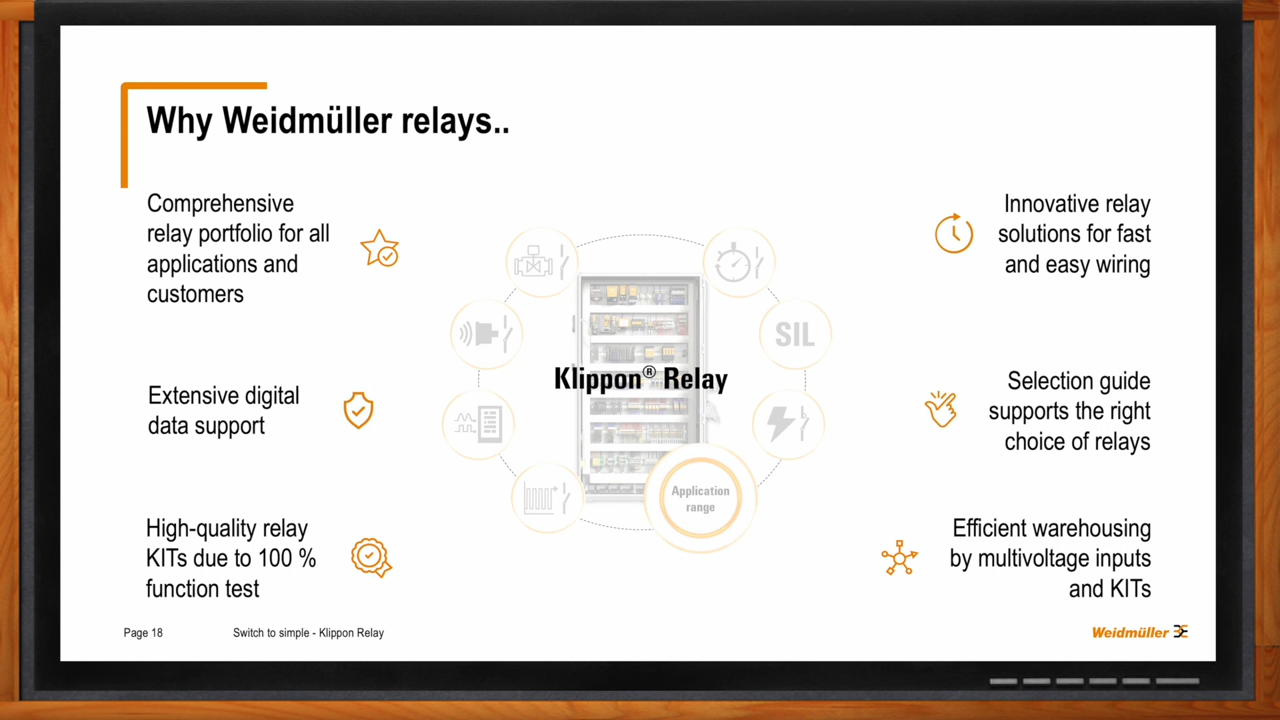 Why Weidmüller relays..
Comprehensive
relay portfolio for all
applications and
customers
Extensive digital
data support
High-quality relay
KITs due to 100 %
function test
SIL
Klippon® Relay
Application
range
Innovative relay
solutions for fast
and easy wiring
Selection guide
supports the right
choice of relays
Efficient warehousing
by multivoltage inputs
and KITs
Page 18
Switch to simple - Klippon Relay
Weidmüller